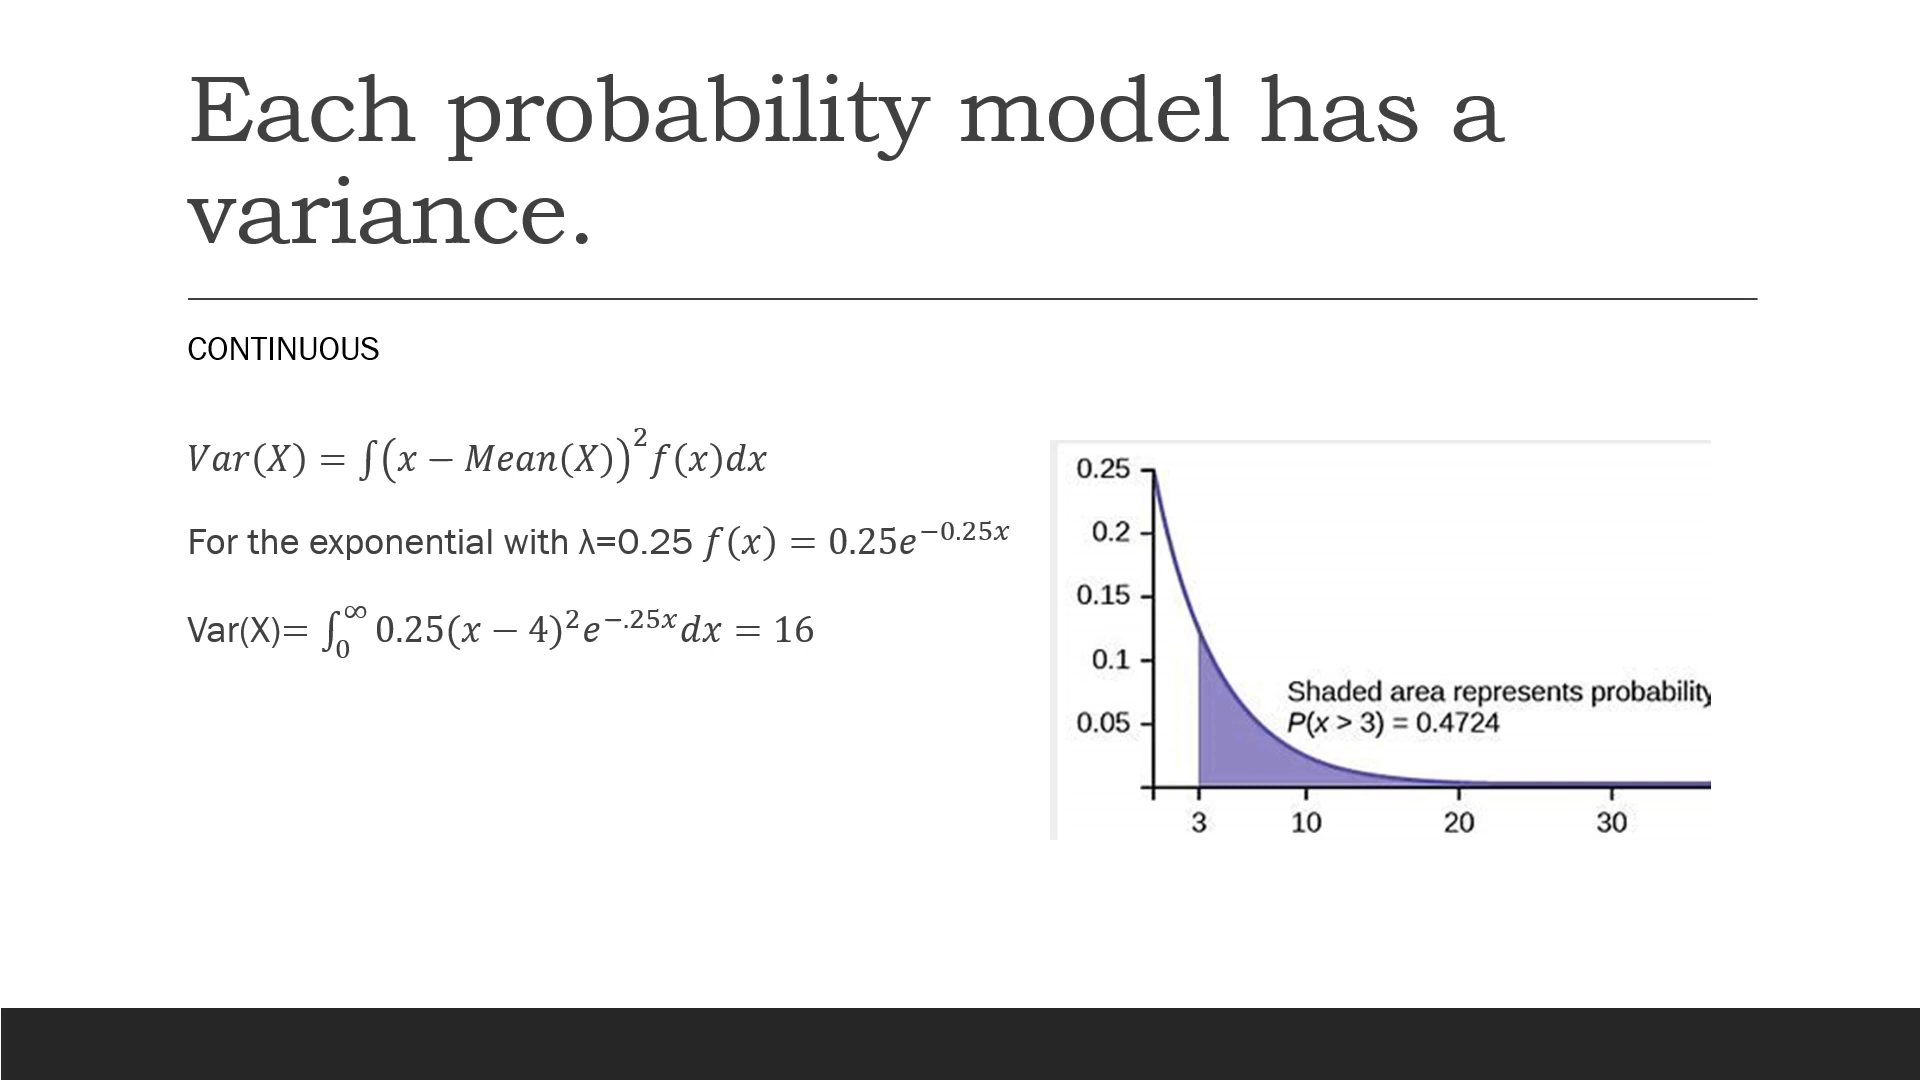 Each probability model has a
variance.
CONTINUOUS
Var(X) = ∫(x − Mean(X))²f(x)dx
For the exponential with λ=0.25 f(x) = 0.25e^{−0.25x}
Var(X)= ∫₀^∞ 0.25(x − 4)²e^{−.25x}dx = 16
0.25
0.2
0.15
0.1
0.05
Shaded area represents probability
P(x > 3) = 0.4724
3 10 20 30